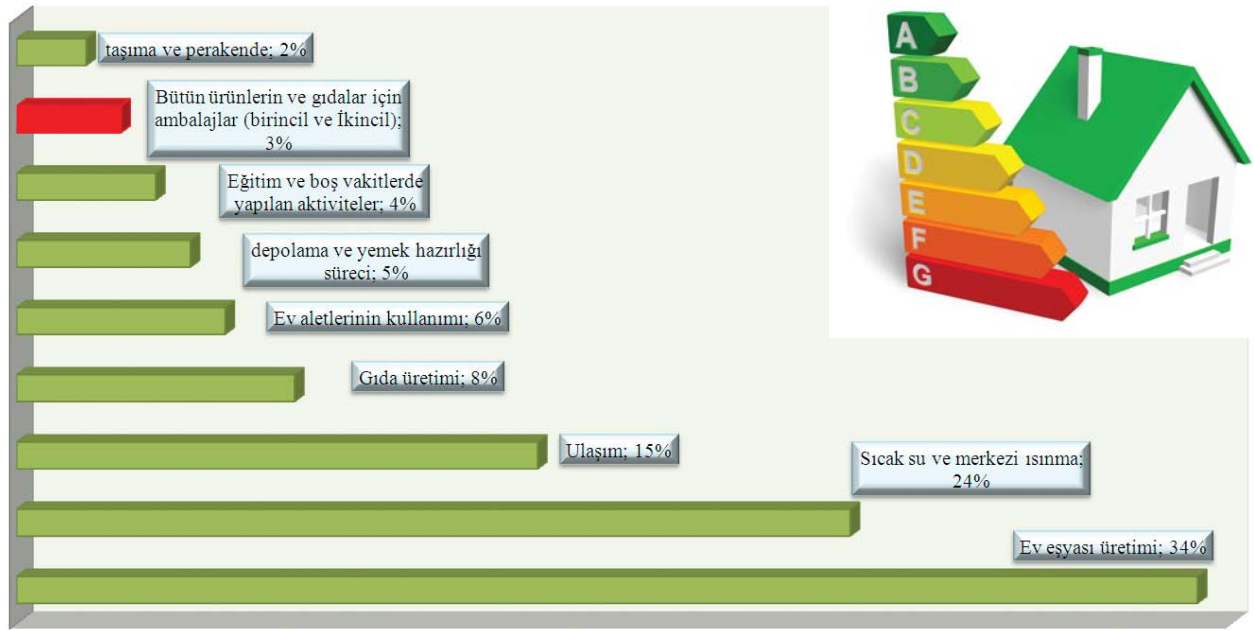 taşıma ve perakende; 2%
Bütün ürünlerin ve gıdalar için
ambalajlar (birincil ve İkincil);
3%
Eğitim ve boş vakitlerde
yapılan aktiviteler; 4%
depolama ve yemek hazırlığı
süreci; 5%
Ev aletlerinin kullanımı; 6%
Gıda üretimi; 8%
Ulaşım; 15%
Sıcak su ve merkezi ısınma;
24%
Ev eşyası üretimi; 34%
A
B
C
D
E
F
G